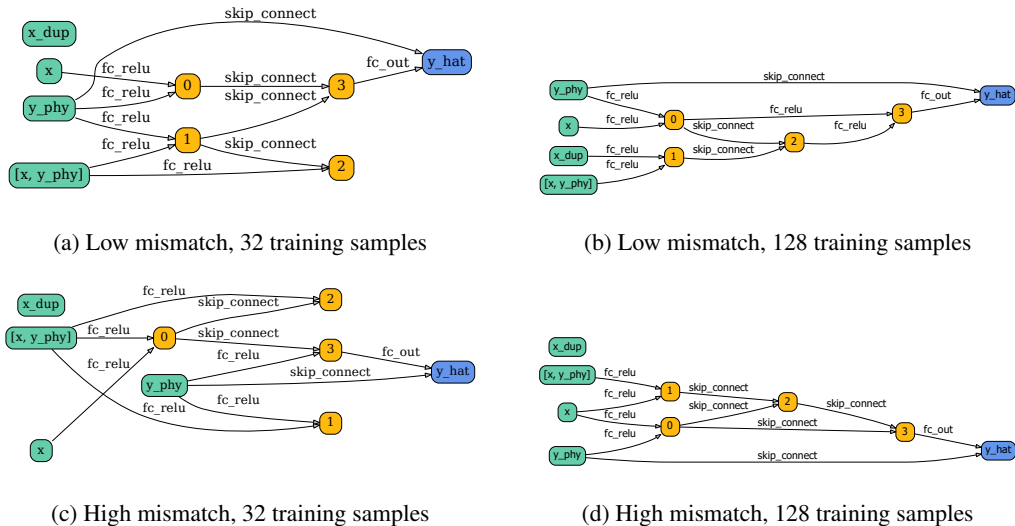 skip_connect
x_dup
x
fc_relu
y_phy
fc_relu
fc_relu
fc_relu
[x, y_phy]
0
1
skip_connect
skip_connect
skip_connect
fc_relu
3
2
fc_out
y_hat
(a) Low mismatch, 32 training samples
y_phy
skip_connect
fc_relu
x
fc_relu
x_dup
fc_relu
fc_relu
[x, y_phy]
0
1
fc_relu
skip_connect
skip_connect
2
fc_relu
3
fc_out
y_hat
(b) Low mismatch, 128 training samples
x_dup
[x, y_phy]
fc_relu
fc_relu
fc_relu
x
0
skip_connect
2
skip_connect
fc_relu
3
y_phy
skip_connect
fc_relu
fc_relu
1
fc_out
y_hat
(c) High mismatch, 32 training samples
x_dup
[x, y_phy]
fc_relu
x
fc_relu
fc_relu
fc_relu
y_phy
1
0
skip_connect
skip_connect
2
skip_connect
skip_connect
3
skip_connect
fc_out
y_hat
(d) High mismatch, 128 training samples